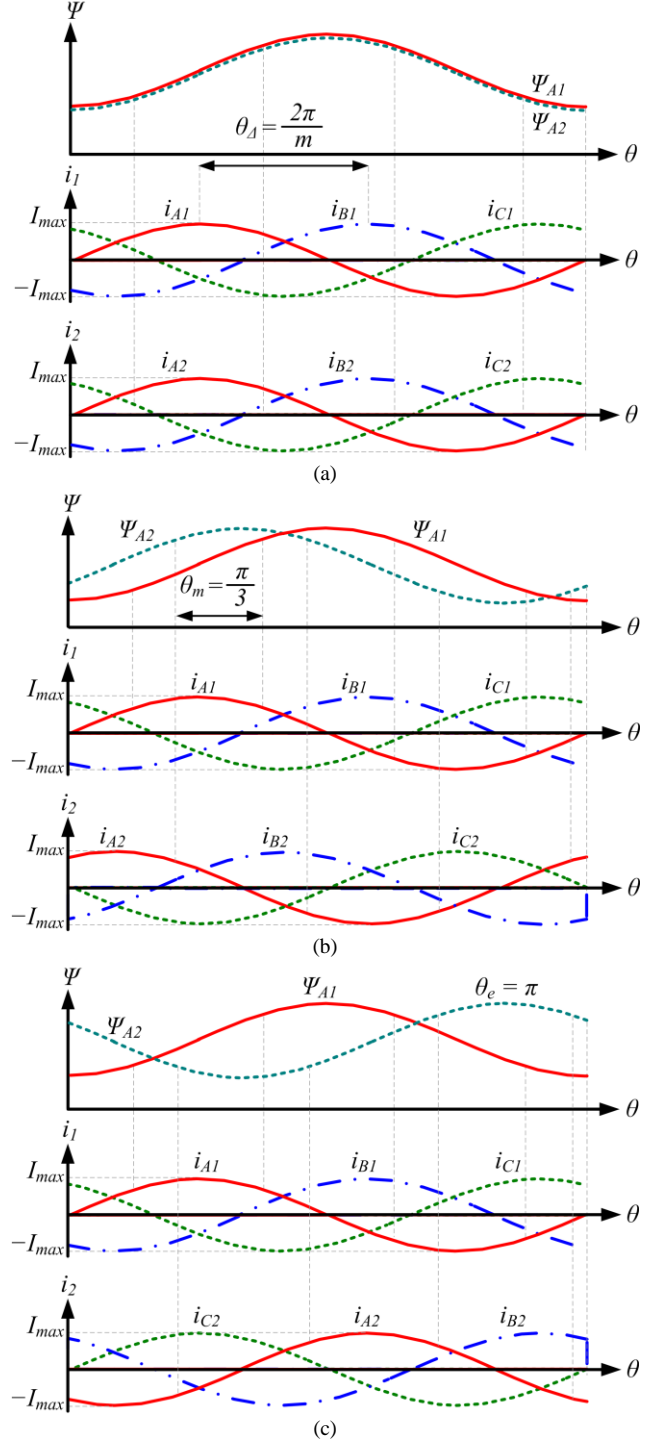 Ψ
Ψ_A1
Ψ_A2
θ_Δ = 2π/m
θ
i_1
I_max
i_A1
i_B1
i_C1
θ
−I_max
i_2
I_max
i_A2
i_B2
i_C2
−I_max
(a)
Ψ
Ψ_A2
Ψ_A1
θ_m = π/3
θ
i_1
I_max
i_A1
i_B1
i_C1
θ
−I_max
i_2
I_max
i_A2
i_B2
i_C2
−I_max
(b)
Ψ
Ψ_A1
θ_e = π
Ψ_A2
θ
i_1
I_max
i_A1
i_B1
i_C1
θ
−I_max
i_2
I_max
i_C2
i_A2
i_B2
−I_max
(c)